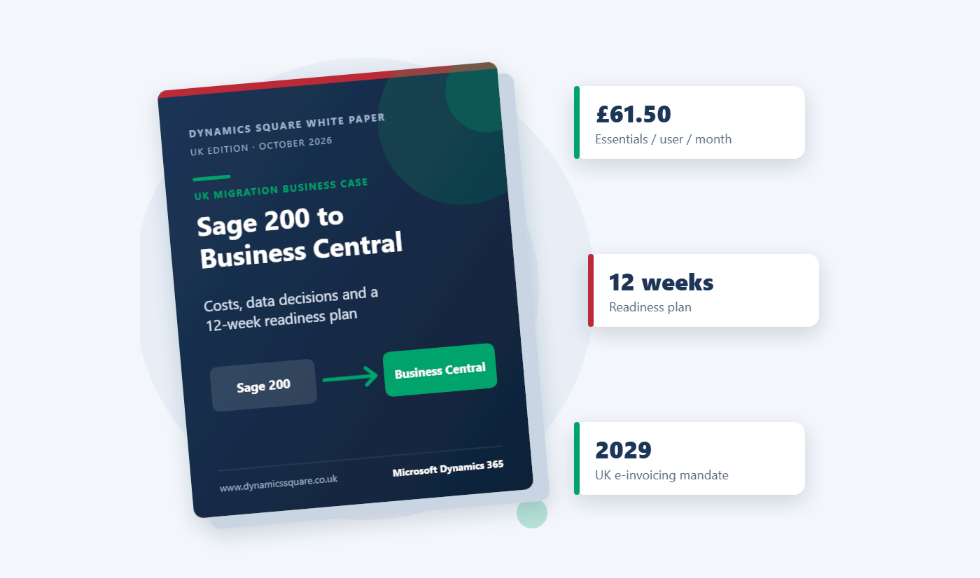 DYNAMICS SQUARE WHITE PAPER
UK EDITION · OCTOBER 2026
UK MIGRATION BUSINESS CASE
Sage 200 to
Business Central
Costs, data decisions and a
12-week readiness plan
Sage 200
Business Central
www.dynamicssquare.co.uk
Microsoft Dynamics 365
£61.50
Essentials / user / month
12 weeks
Readiness plan
2029
UK e-invoicing mandate